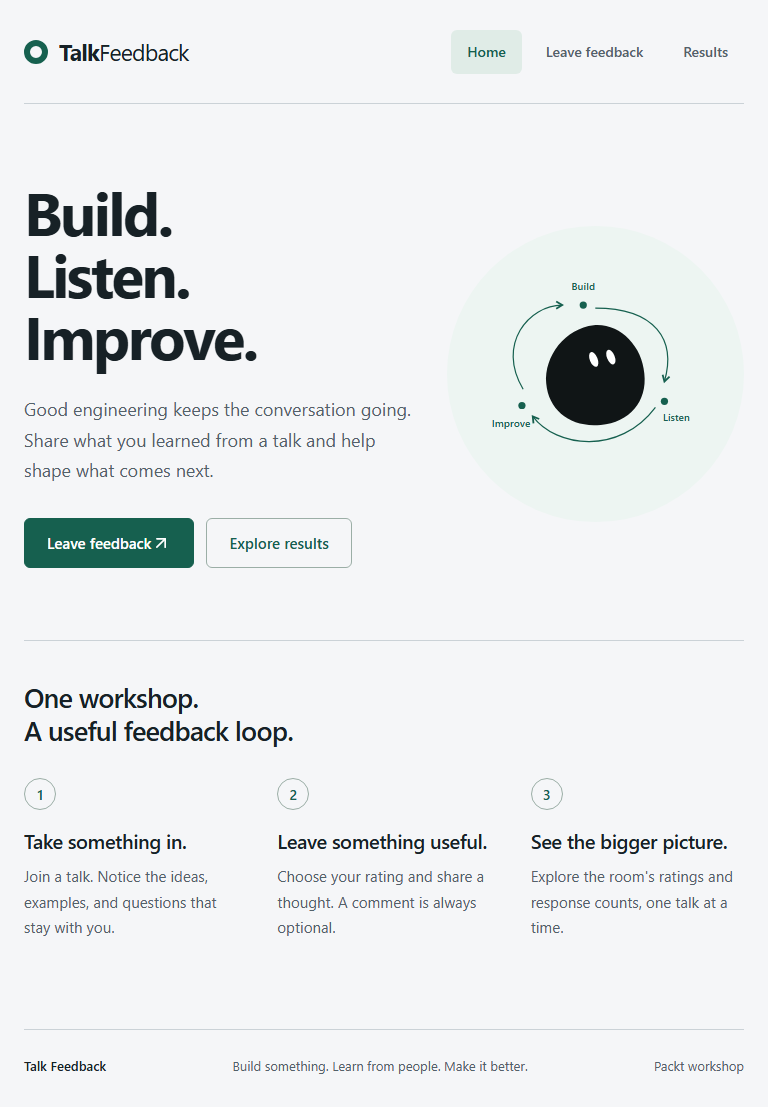 TalkFeedback
Home
Leave feedback
Results
Build.
Listen.
Improve.
Good engineering keeps the conversation going.
Share what you learned from a talk and help
shape what comes next.
Leave feedback
Explore results
Build
Listen
Improve
One workshop.
A useful feedback loop.
1
Take something in.
Join a talk. Notice the ideas,
examples, and questions that
stay with you.
2
Leave something useful.
Choose your rating and share a
thought. A comment is always
optional.
3
See the bigger picture.
Explore the room's ratings and
response counts, one talk at a
time.
Talk Feedback
Build something. Learn from people. Make it better.
Packt workshop